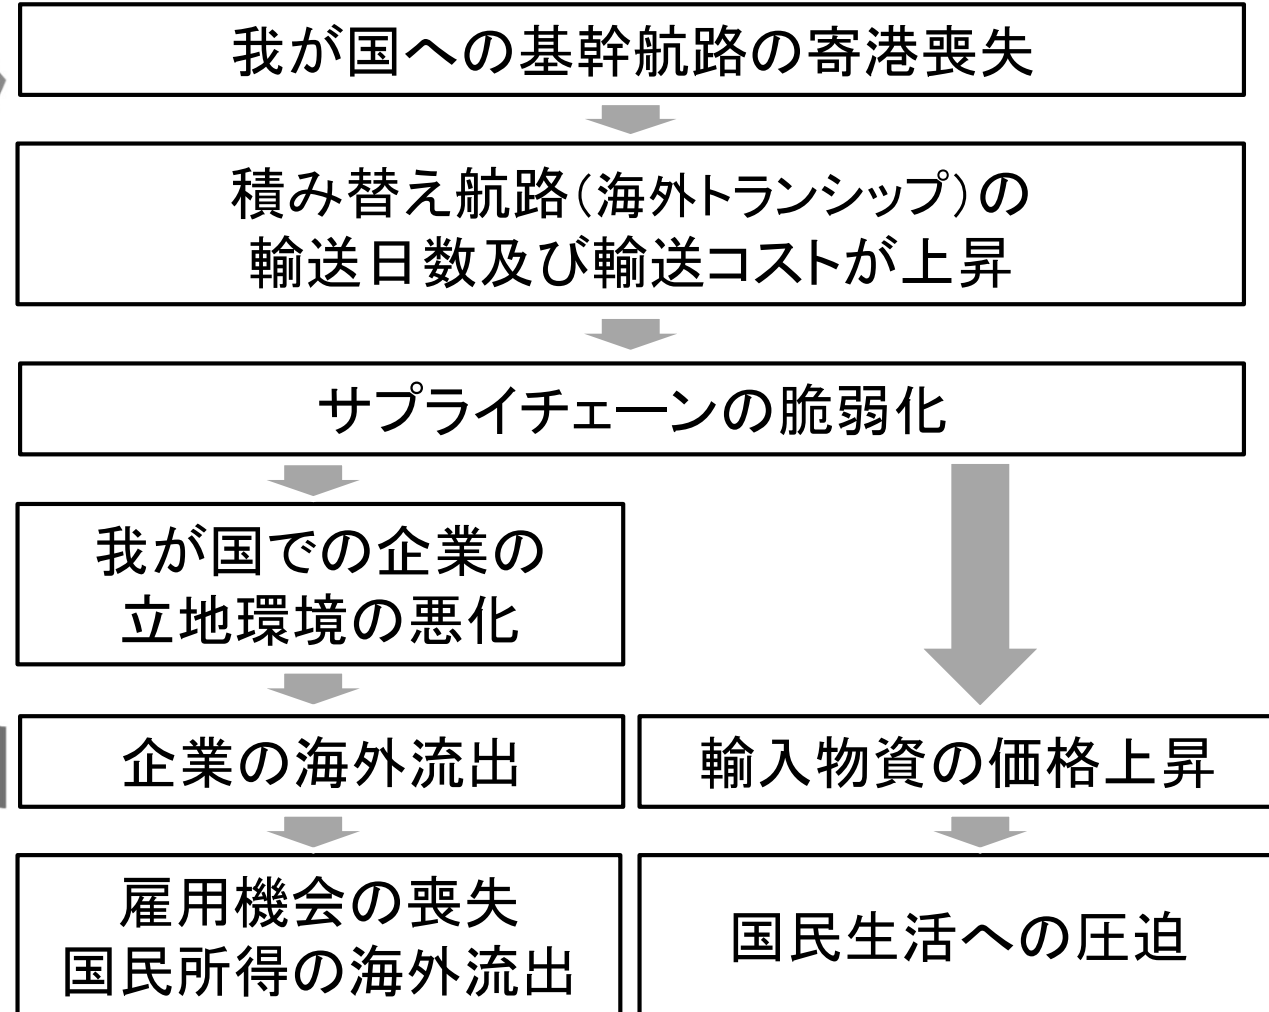 我が国への基幹航路の寄港喪失
積み替え航路（海外トランシップ）の
輸送日数及び輸送コストが上昇
サプライチェーンの脆弱化
我が国での企業の
立地環境の悪化
企業の海外流出
輸入物資の価格上昇
雇用機会の喪失
国民所得の海外流出
国民生活への圧迫